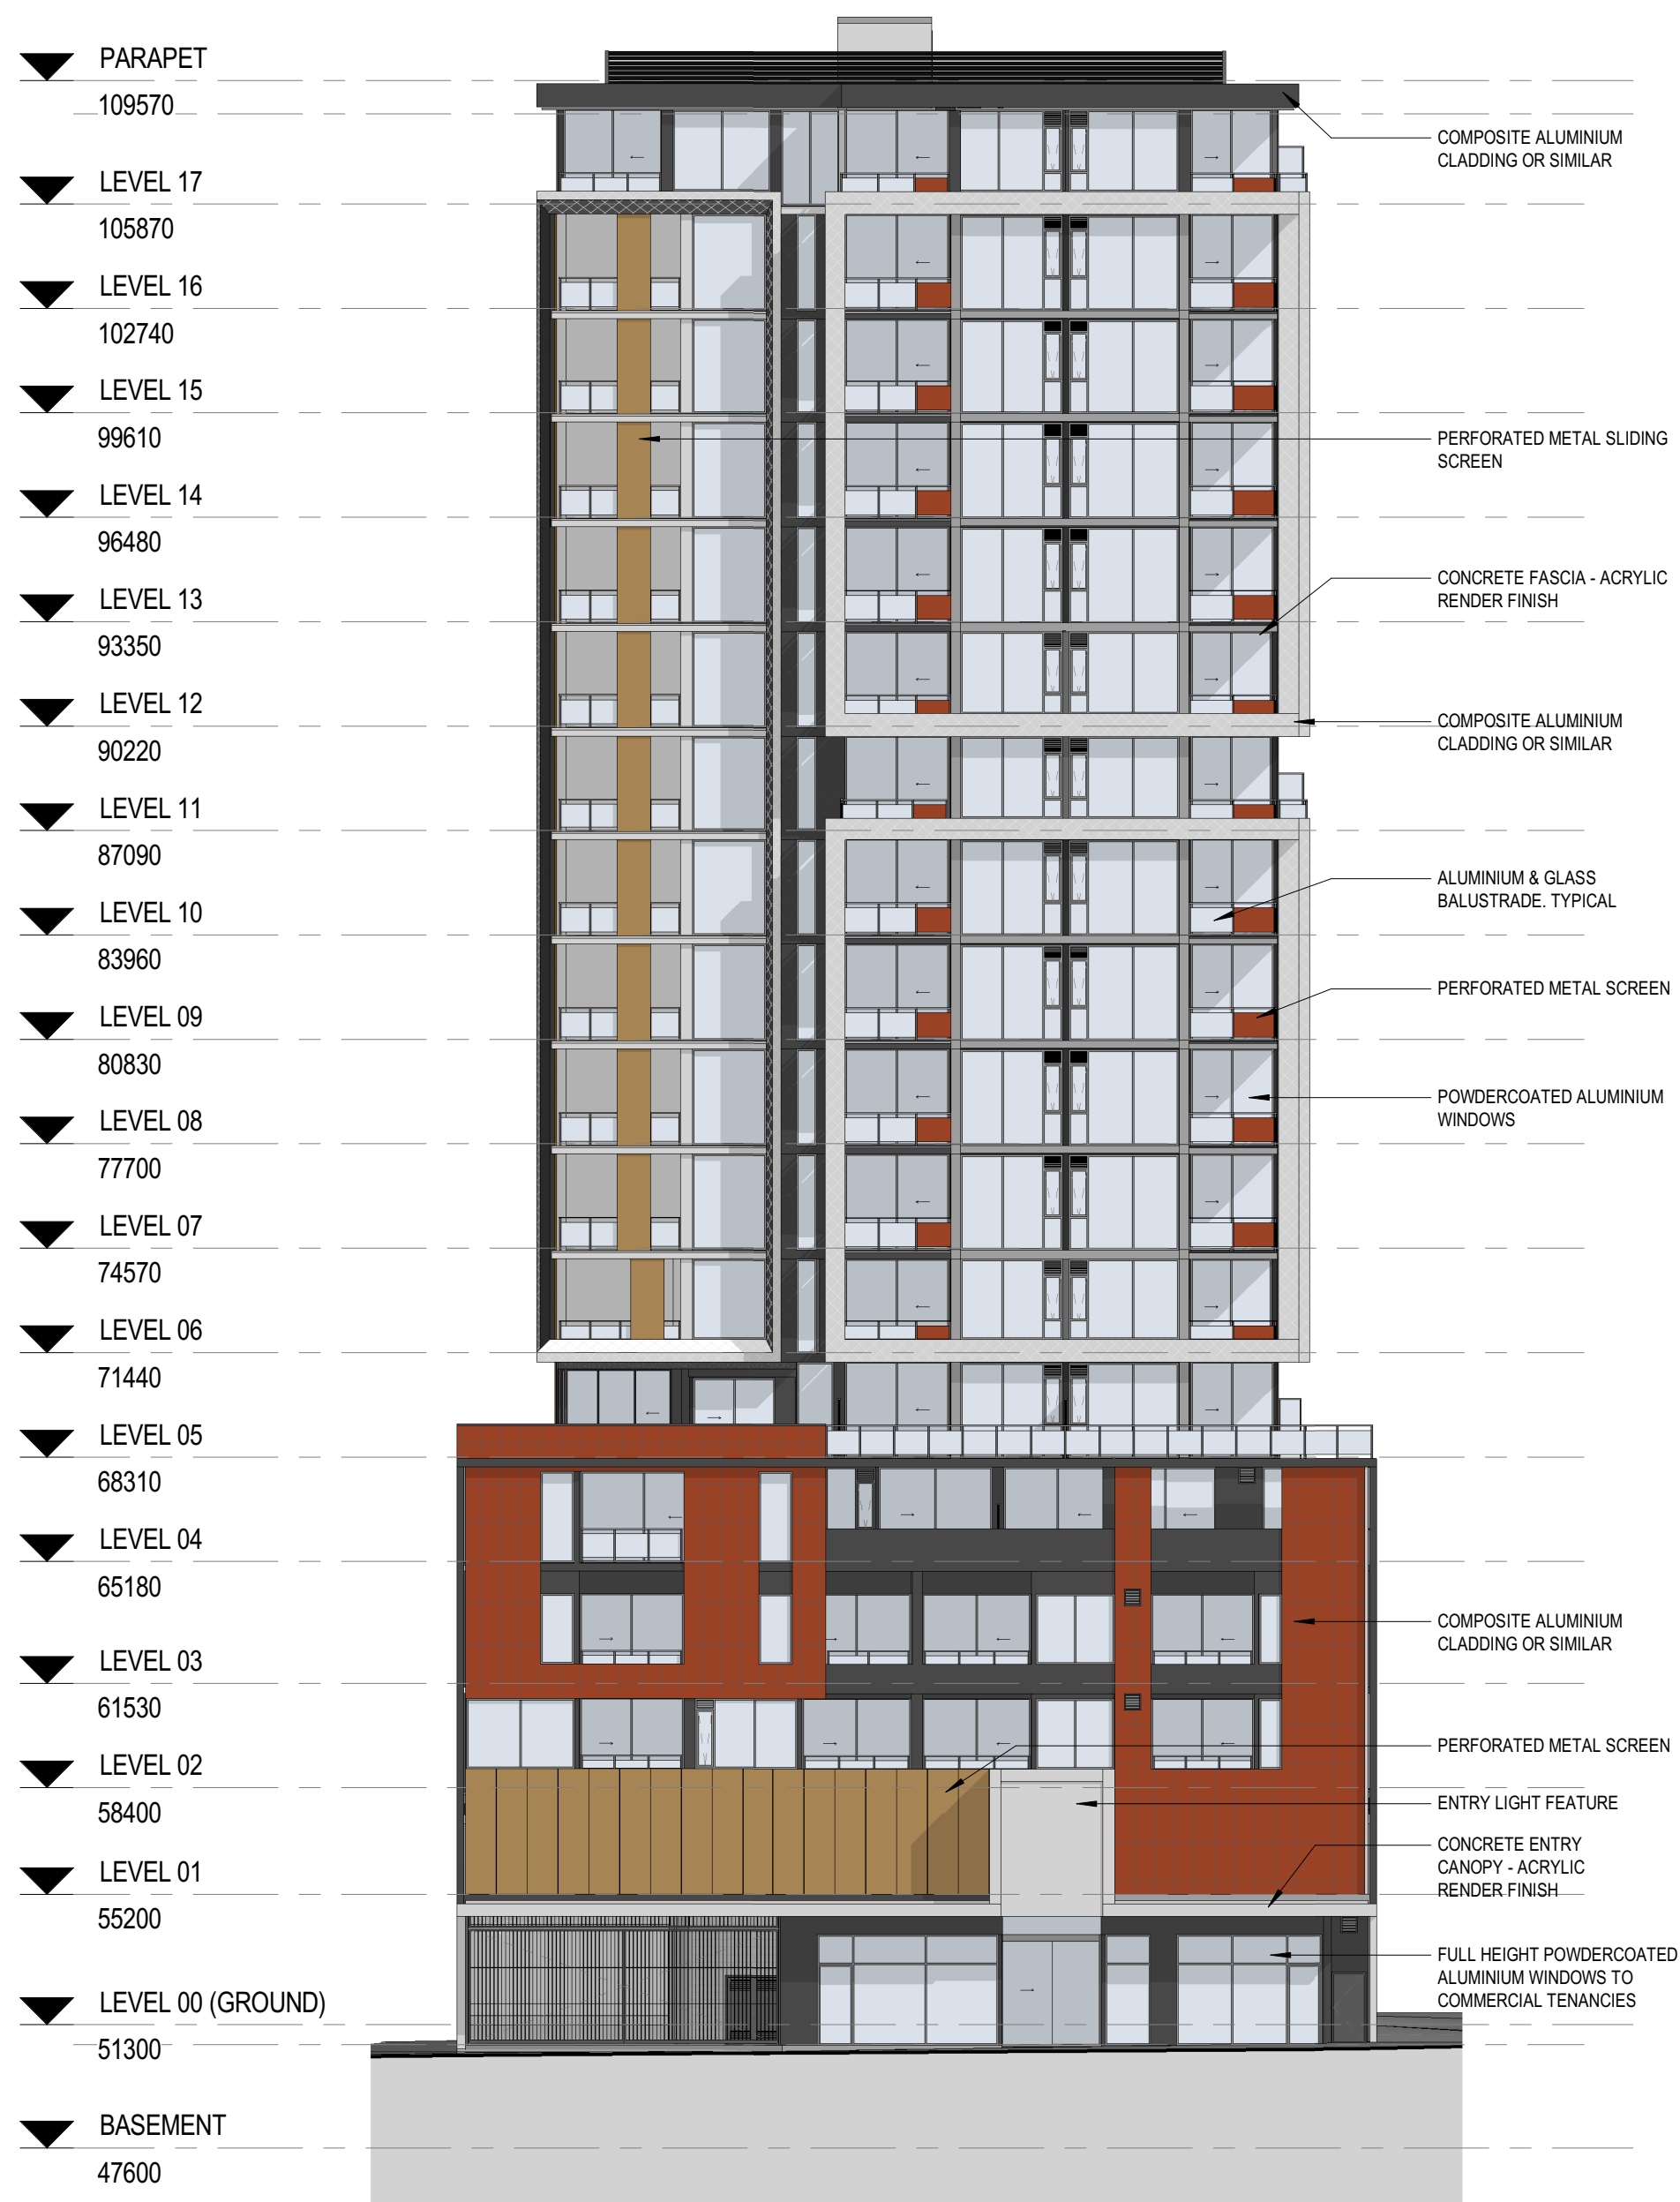 PARAPET
109570
COMPOSITE ALUMINIUM
CLADDING OR SIMILAR
LEVEL 17
105870
LEVEL 16
102740
LEVEL 15
99610
PERFORATED METAL SLIDING
SCREEN
LEVEL 14
96480
CONCRETE FASCIA - ACRYLIC
RENDER FINISH
LEVEL 13
93350
LEVEL 12
90220
COMPOSITE ALUMINIUM
CLADDING OR SIMILAR
LEVEL 11
87090
ALUMINIUM & GLASS
BALUSTRADE. TYPICAL
LEVEL 10
83960
PERFORATED METAL SCREEN
LEVEL 09
80830
POWDERCOATED ALUMINIUM
WINDOWS
LEVEL 08
77700
LEVEL 07
74570
LEVEL 06
71440
LEVEL 05
68310
LEVEL 04
65180
COMPOSITE ALUMINIUM
CLADDING OR SIMILAR
LEVEL 03
61530
PERFORATED METAL SCREEN
LEVEL 02
58400
ENTRY LIGHT FEATURE
CONCRETE ENTRY
CANOPY - ACRYLIC
RENDER FINISH
LEVEL 01
55200
FULL HEIGHT POWDERCOATED
ALUMINIUM WINDOWS TO
COMMERCIAL TENANCIES
LEVEL 00 (GROUND)
51300
BASEMENT
47600